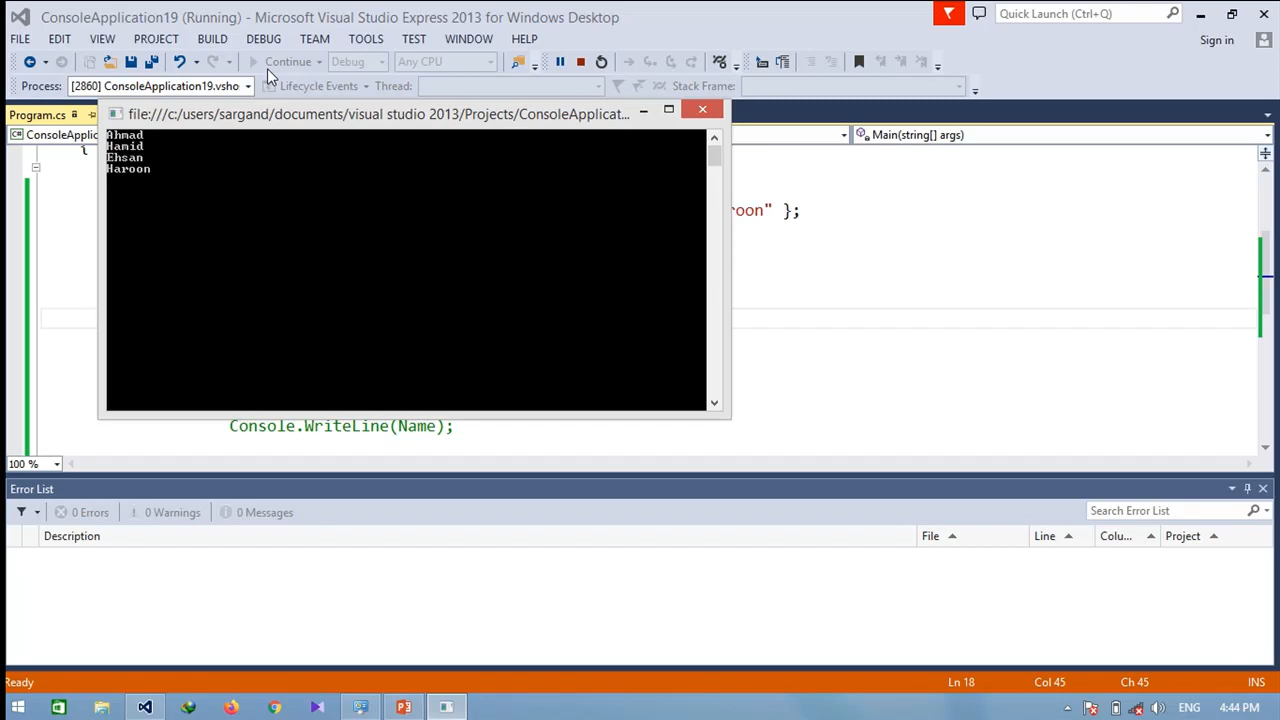 ConsoleApplication19 (Running) - Microsoft Visual Studio Express 2013 for Windows Desktop
Quick Launch (Ctrl+Q)
FILE EDIT VIEW PROJECT BUILD DEBUG TEAM TOOLS TEST WINDOW HELP
Sign in
Continue Debug Any CPU
Process: [2860] ConsoleApplication19.vsho Lifecycle Events Thread: Stack Frame:
Program.cs
file:///c:/users/sargand/documents/visual studio 2013/Projects/ConsoleApplicat...
ConsoleApplic
Main(string[] args)
Ahmad
Hamid
Ehsan
Haroon
{
roon" };
Console.WriteLine(Name);
100 %
Error List
0 Errors 0 Warnings 0 Messages
Search Error List
Description File Line Colu... Project
Ready Ln 18 Col 45 Ch 45 INS
ENG 4:44 PM